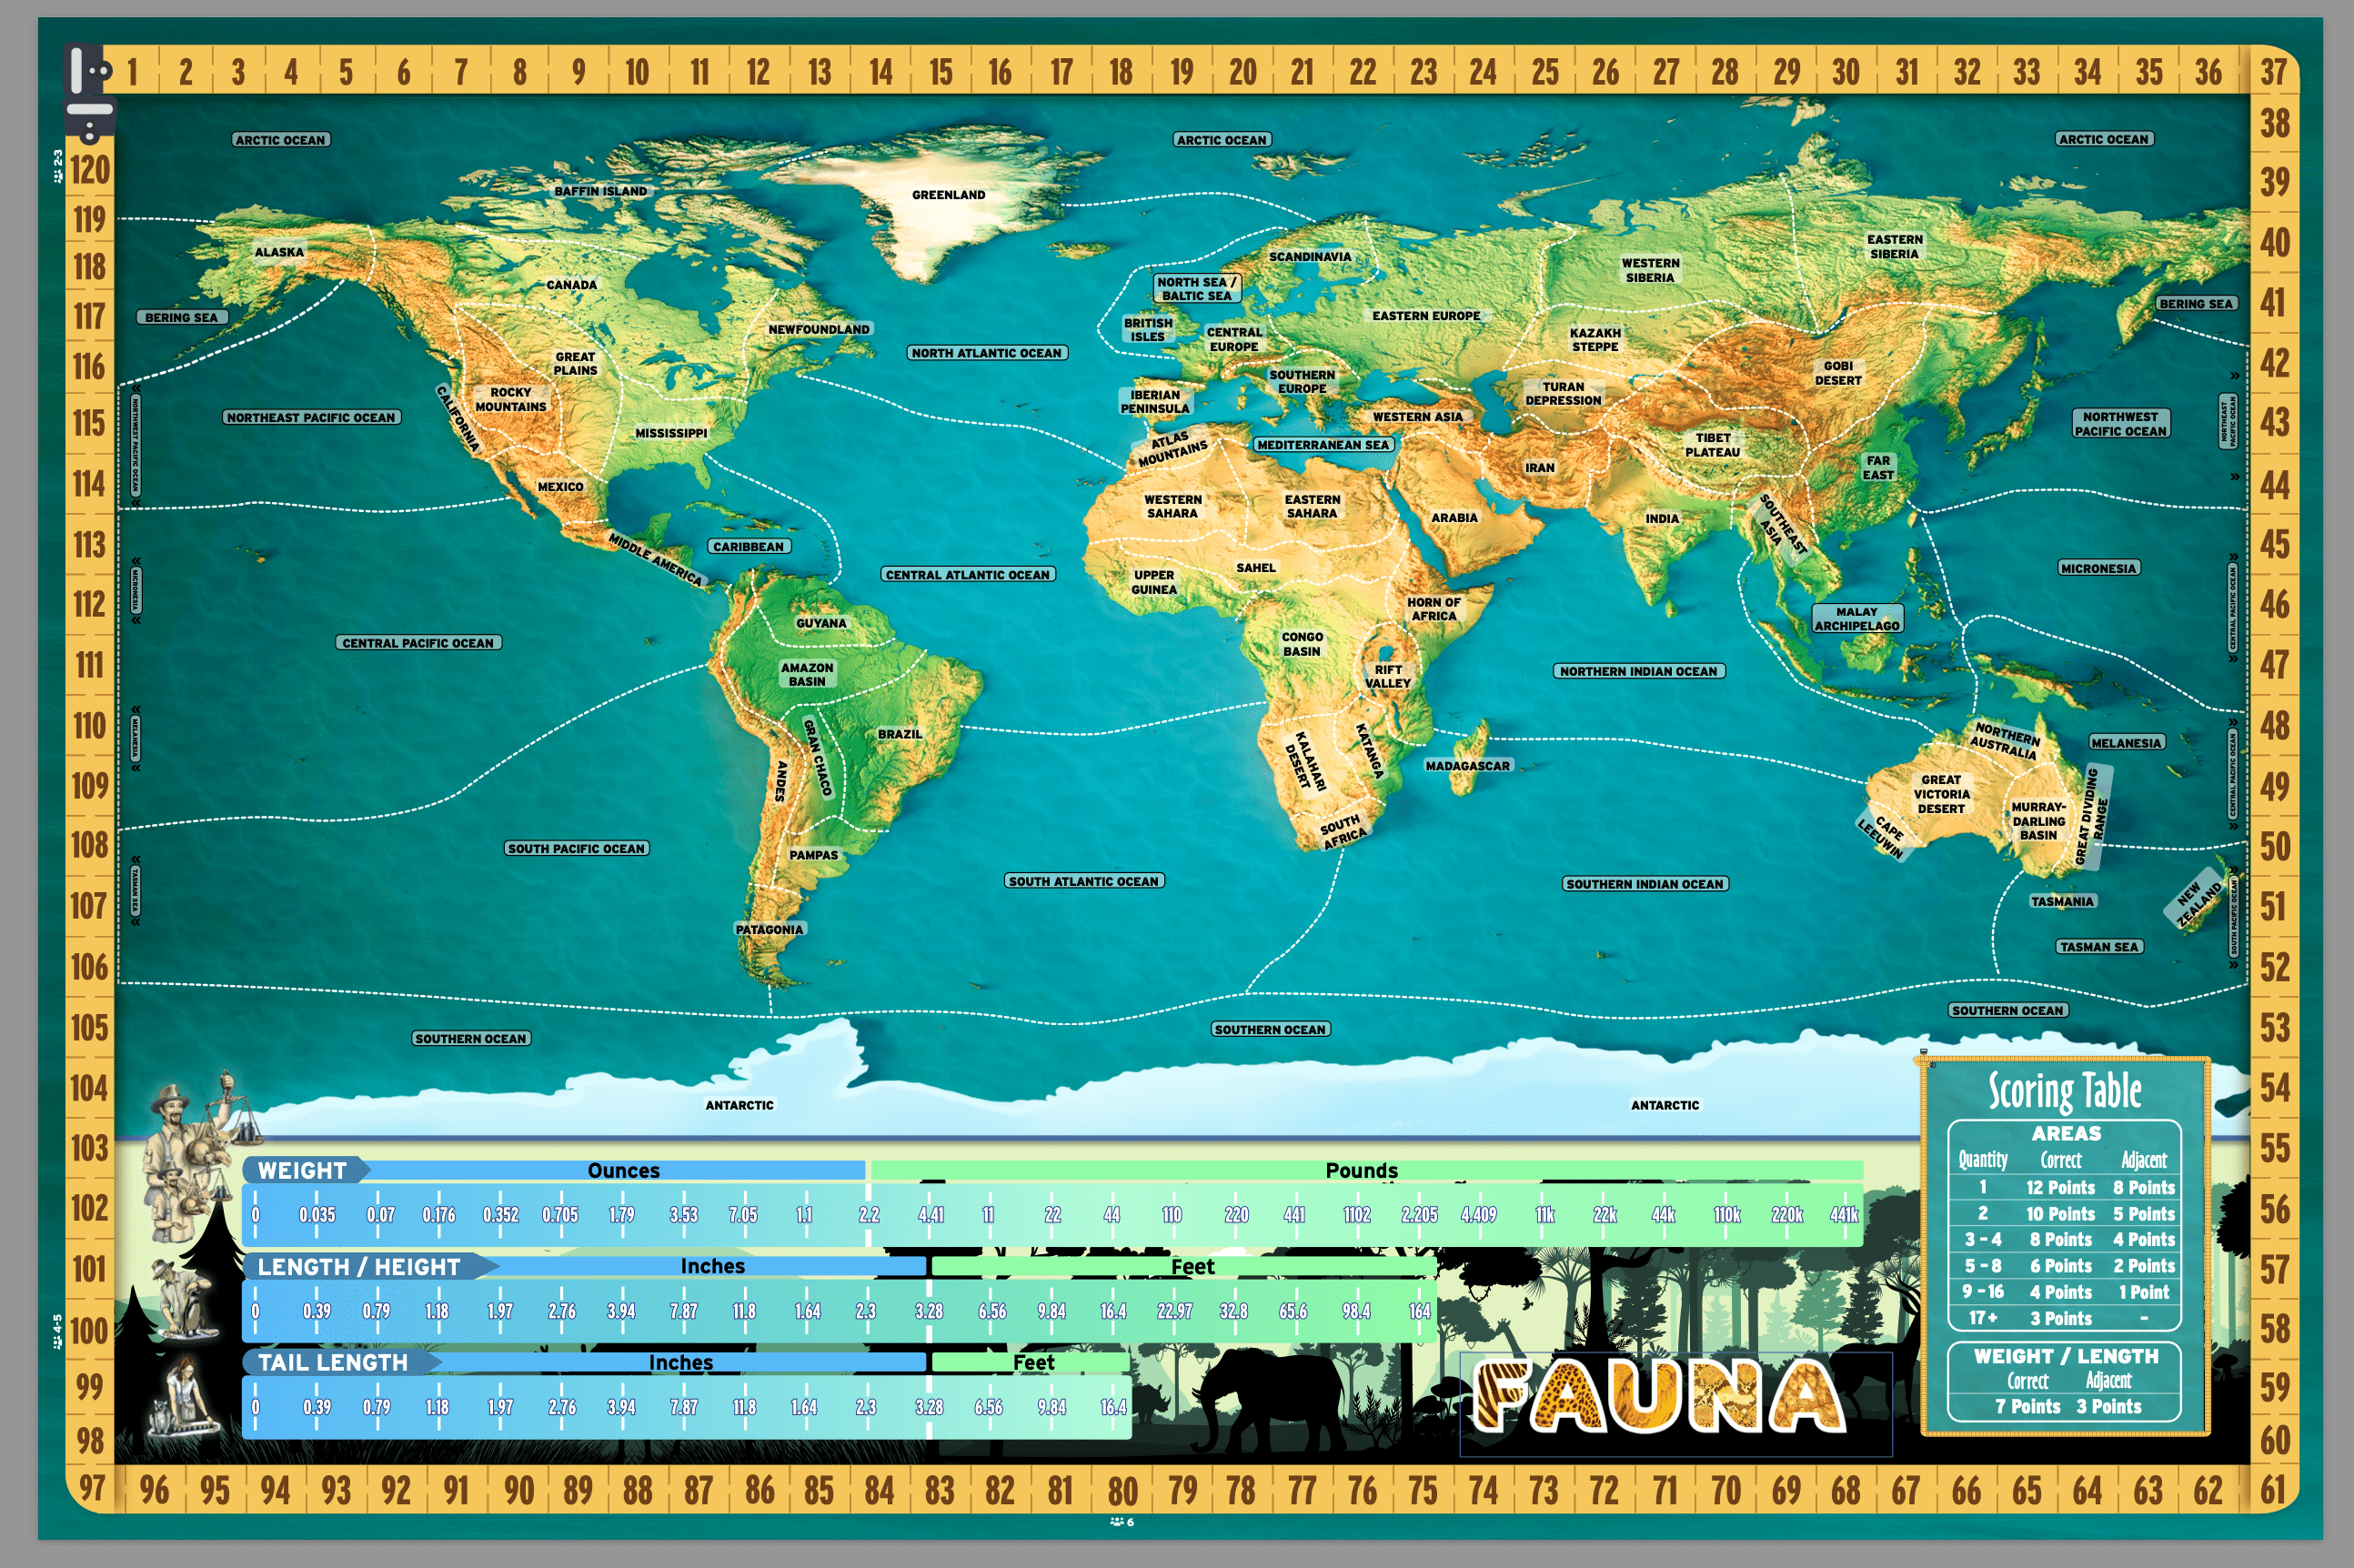 1 2 3 4 5 6 7 8 9 10 11 12 13 14 15 16 17 18 19 20 21 22 23 24 25 26 27 28 29 30 31 32 33 34 35 36 37
38
39
40
41
42
43
44
45
46
47
48
49
50
51
52
53
54
55
56
57
58
59
60
120
119
118
117
116
115
114
113
112
111
110
109
108
107
106
105
104
103
102
101
100
99
98
2-3
4-5
ARCTIC OCEAN
ARCTIC OCEAN
ARCTIC OCEAN
BAFFIN ISLAND
GREENLAND
ALASKA
CANADA
SCANDINAVIA
WESTERN
SIBERIA
EASTERN
SIBERIA
NORTH SEA /
BALTIC SEA
BERING SEA
BERING SEA
NEWFOUNDLAND
BRITISH
ISLES
CENTRAL
EUROPE
EASTERN EUROPE
KAZAKH
STEPPE
NORTH ATLANTIC OCEAN
GREAT
PLAINS
ROCKY
MOUNTAINS
CALIFORNIA
IBERIAN
PENINSULA
SOUTHERN
EUROPE
TURAN
DEPRESSION
GOBI
DESERT
NORTHWEST PACIFIC OCEAN
NORTHEAST PACIFIC OCEAN
MISSISSIPPI
ATLAS
MOUNTAINS
MEDITERRANEAN SEA
WESTERN ASIA
TIBET
PLATEAU
NORTHWEST
PACIFIC OCEAN
NORTHEAST
PACIFIC OCEAN
IRAN
FAR
EAST
MEXICO
WESTERN
SAHARA
EASTERN
SAHARA
ARABIA
INDIA
SOUTHEAST
ASIA
MIDDLE AMERICA
CARIBBEAN
CENTRAL ATLANTIC OCEAN
SAHEL
UPPER
GUINEA
HORN OF
AFRICA
MICRONESIA
MICRONESIA
CENTRAL PACIFIC OCEAN
MALAY
ARCHIPELAGO
CENTRAL PACIFIC OCEAN
GUYANA
CONGO
BASIN
AMAZON
BASIN
RIFT
VALLEY
NORTHERN INDIAN OCEAN
MELANESIA
BRAZIL
GRAN CHACO
ANDES
KALAHARI
DESERT
KATANGA
MADAGASCAR
NORTHERN
AUSTRALIA
MELANESIA
CENTRAL PACIFIC OCEAN
GREAT
VICTORIA
DESERT
MURRAY-
DARLING
BASIN
GREAT DIVIDING
RANGE
CAPE
LEEUWIN
SOUTH
AFRICA
SOUTH PACIFIC OCEAN
PAMPAS
TASMAN SEA
SOUTH ATLANTIC OCEAN
SOUTHERN INDIAN OCEAN
TASMANIA
NEW
ZEALAND
SOUTH PACIFIC OCEAN
PATAGONIA
TASMAN SEA
SOUTHERN OCEAN
SOUTHERN OCEAN
SOUTHERN OCEAN
ANTARCTIC
ANTARCTIC
WEIGHT Ounces Pounds
0 0.035 0.07 0.176 0.352 0.705 1.79 3.53 7.05 1.1 2.2 4.41 11 22 44 110 220 441 1102 2.205 4.409 11k 22k 44k 110k 220k 441k
LENGTH / HEIGHT Inches Feet
0 0.39 0.79 1.18 1.97 2.76 3.94 7.87 11.8 1.64 2.3 3.28 6.56 9.84 16.4 22.97 32.8 65.6 98.4 164
TAIL LENGTH Inches Feet
0 0.39 0.79 1.18 1.97 2.76 3.94 7.87 11.8 1.64 2.3 3.28 6.56 9.84 16.4
FAUNA
Scoring Table
AREAS
Quantity Correct Adjacent
1 12 Points 8 Points
2 10 Points 5 Points
3 - 4 8 Points 4 Points
5 - 8 6 Points 2 Points
9 - 16 4 Points 1 Point
17+ 3 Points -
WEIGHT / LENGTH
Correct Adjacent
7 Points 3 Points
97 96 95 94 93 92 91 90 89 88 87 86 85 84 83 82 81 80 79 78 77 76 75 74 73 72 71 70 69 68 67 66 65 64 63 62 61
6